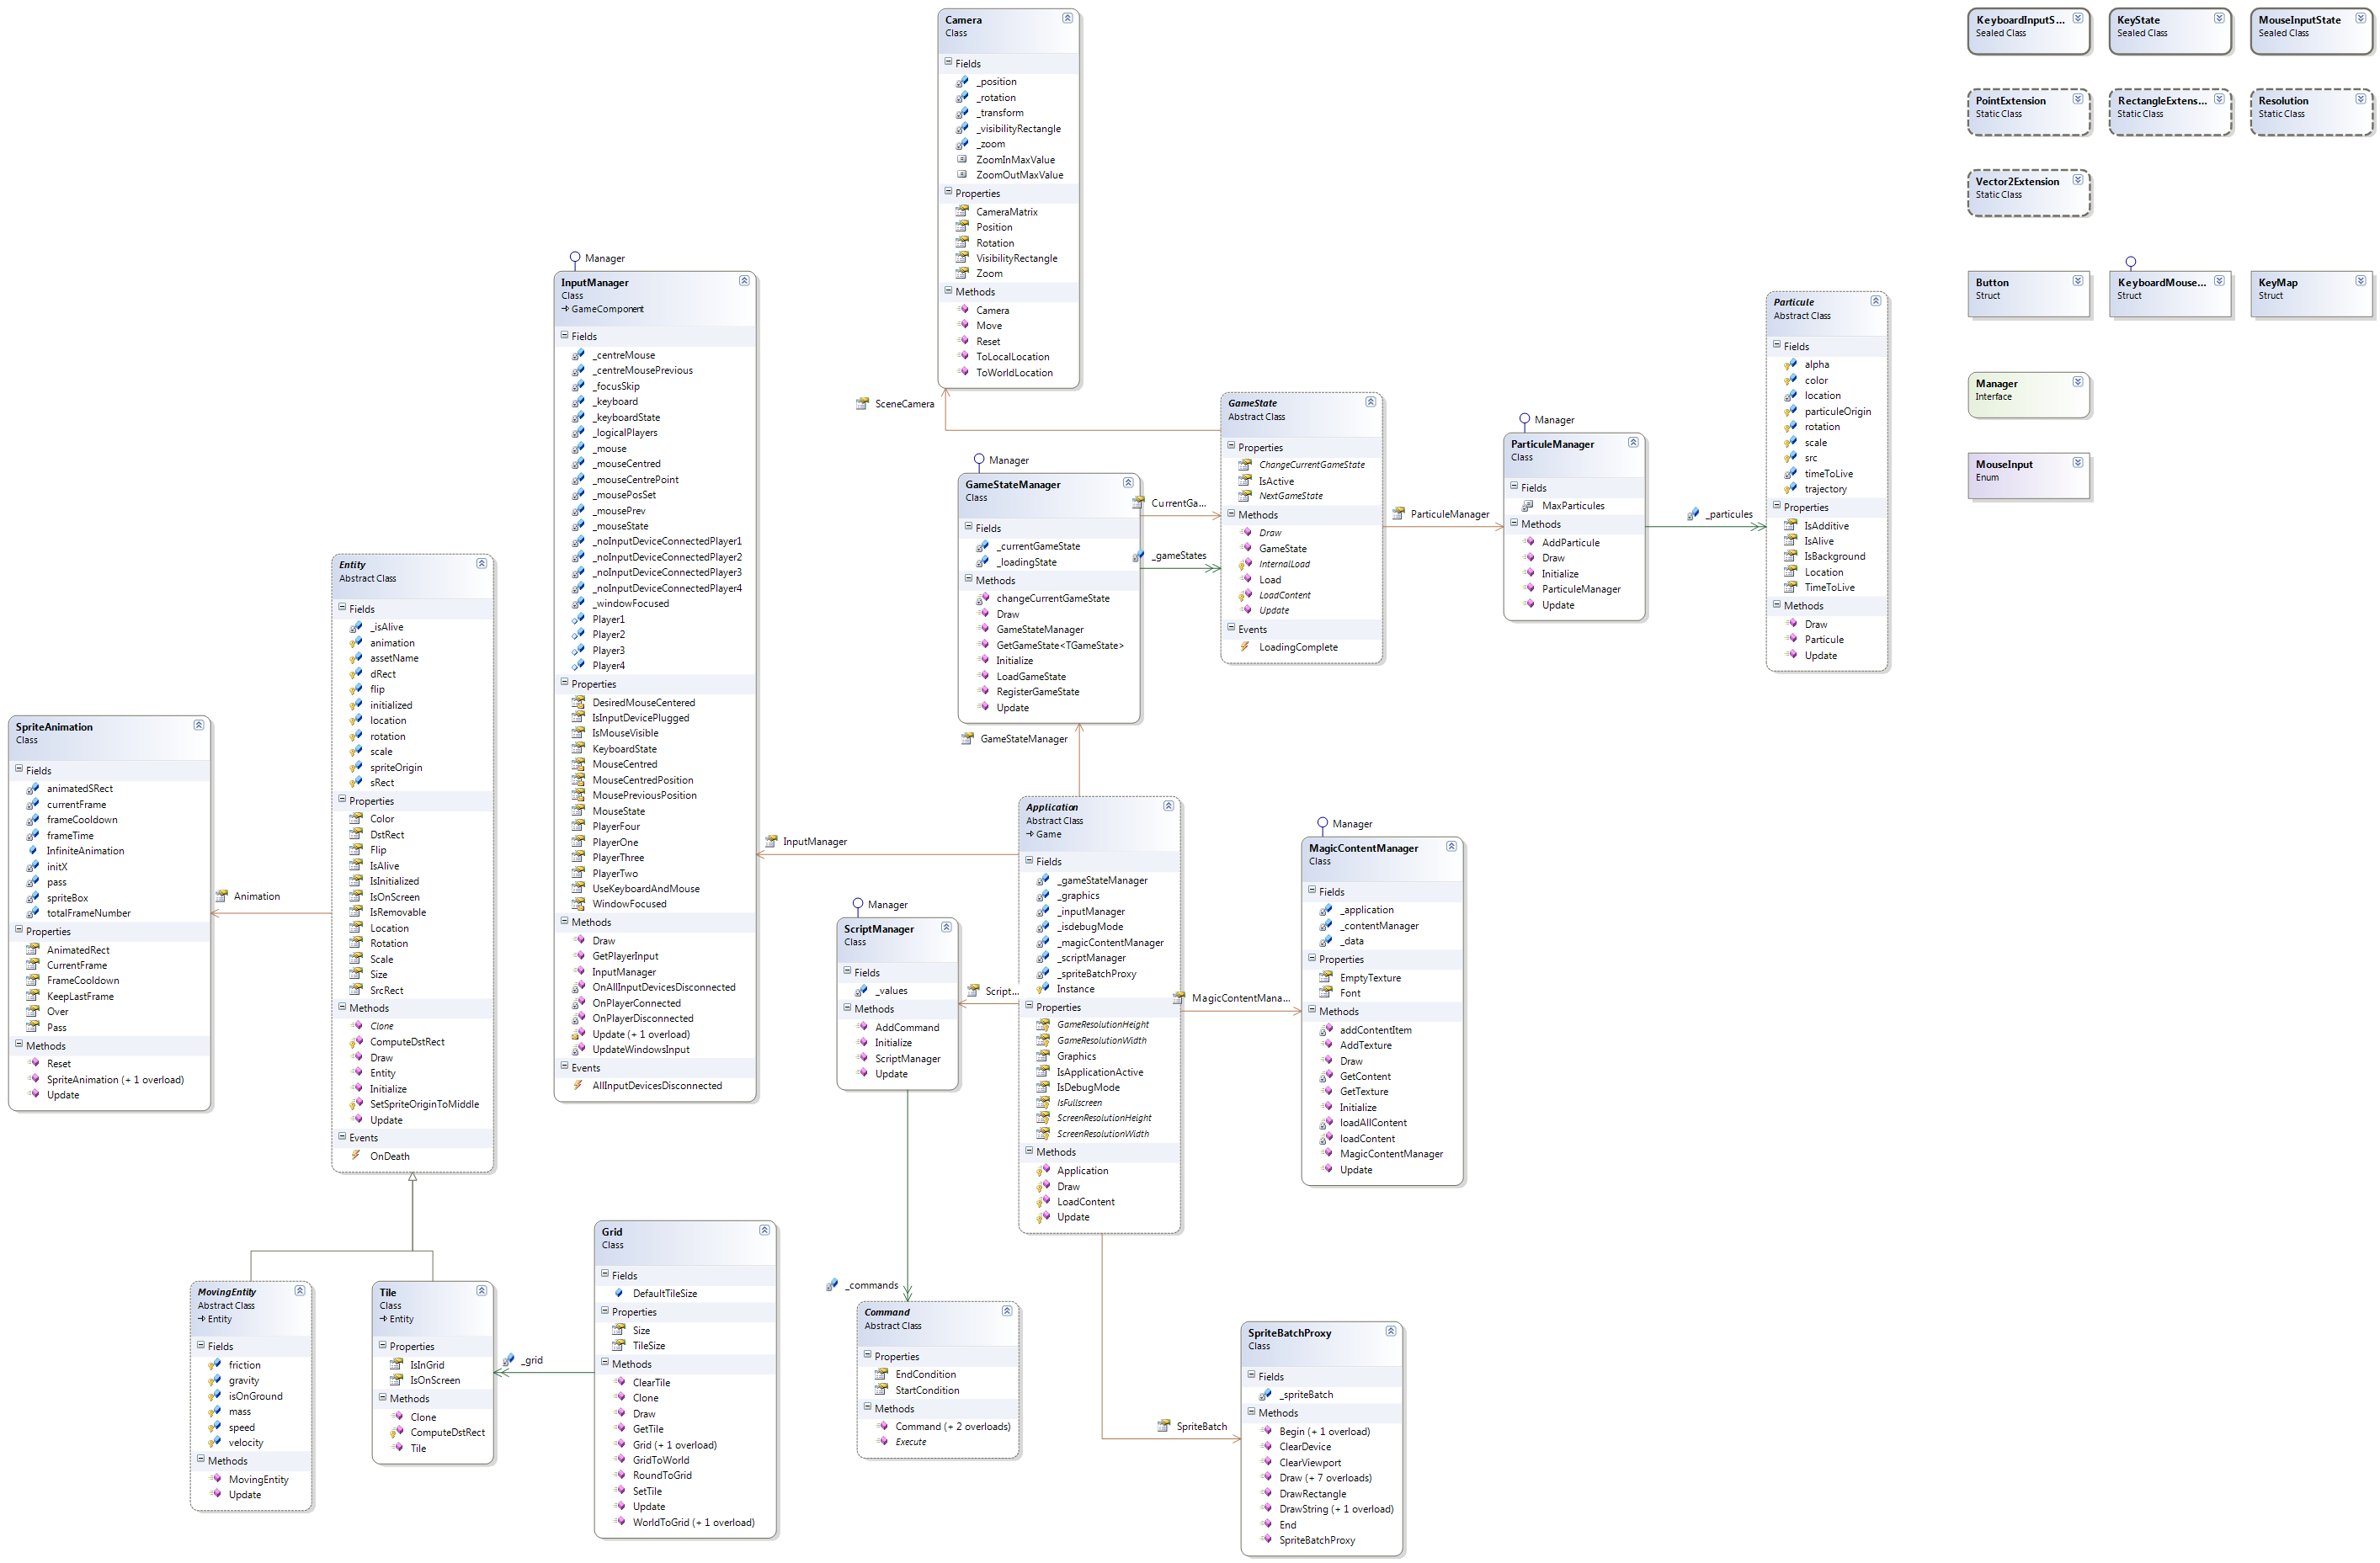 Camera
Class
Fields
_position
_rotation
_transform
_visibilityRectangle
_zoom
ZoomInMaxValue
ZoomOutMaxValue
Properties
CameraMatrix
Position
Rotation
VisibilityRectangle
Zoom
Methods
Camera
Move
Reset
ToLocalLocation
ToWorldLocation
SceneCamera
KeyboardInputS...
Sealed Class
KeyState
Sealed Class
MouseInputState
Sealed Class
PointExtension
Static Class
RectangleExtens...
Static Class
Resolution
Static Class
Vector2Extension
Static Class
Button
Struct
KeyboardMouse...
Struct
KeyMap
Struct
Manager
Interface
MouseInput
Enum
Manager
InputManager
Class
GameComponent
Fields
_centreMouse
_centreMousePrevious
_focusSkip
_keyboard
_keyboardState
_logicalPlayers
_mouse
_mouseCentred
_mouseCentrePoint
_mousePosSet
_mousePrev
_mouseState
_noInputDeviceConnectedPlayer1
_noInputDeviceConnectedPlayer2
_noInputDeviceConnectedPlayer3
_noInputDeviceConnectedPlayer4
_windowFocused
Player1
Player2
Player3
Player4
Properties
DesiredMouseCentered
IsInputDevicePlugged
IsMouseVisible
KeyboardState
MouseCentred
MouseCentredPosition
MousePreviousPosition
MouseState
PlayerFour
PlayerOne
PlayerThree
PlayerTwo
UseKeyboardAndMouse
WindowFocused
Methods
Draw
GetPlayerInput
InputManager
OnAllInputDevicesDisconnected
OnPlayerConnected
OnPlayerDisconnected
Update (+ 1 overload)
UpdateWindowsInput
Events
AllInputDevicesDisconnected
InputManager
Manager
GameStateManager
Class
Fields
_currentGameState
_loadingState
Methods
changeCurrentGameState
Draw
GameStateManager
GetGameState<TGameState>
Initialize
LoadGameState
RegisterGameState
Update
CurrentGa...
_gameStates
GameStateManager
GameState
Abstract Class
Properties
ChangeCurrentGameState
IsActive
NextGameState
Methods
Draw
GameState
InternalLoad
Load
LoadContent
Update
Events
LoadingComplete
ParticuleManager
Manager
ParticuleManager
Class
Fields
MaxParticules
Methods
AddParticule
Draw
Initialize
ParticuleManager
Update
_particules
Particule
Abstract Class
Fields
alpha
color
location
particuleOrigin
rotation
scale
src
timeToLive
trajectory
Properties
IsAdditive
IsAlive
IsBackground
Location
TimeToLive
Methods
Draw
Particule
Update
SpriteAnimation
Class
Fields
animatedSRect
currentFrame
frameCooldown
frameTime
InfiniteAnimation
initX
pass
spriteBox
totalFrameNumber
Properties
AnimatedRect
CurrentFrame
FrameCooldown
KeepLastFrame
Over
Pass
Methods
Reset
SpriteAnimation (+ 1 overload)
Update
Animation
Entity
Abstract Class
Fields
_isAlive
animation
assetName
dRect
flip
initialized
location
rotation
scale
spriteOrigin
sRect
Properties
Color
DstRect
Flip
IsAlive
IsInitialized
IsOnScreen
IsRemovable
Location
Rotation
Scale
Size
SrcRect
Methods
Clone
ComputeDstRect
Draw
Entity
Initialize
SetSpriteOriginToMiddle
Update
Events
OnDeath
Application
Abstract Class
Game
Fields
_gameStateManager
_graphics
_inputManager
_isdebugMode
_magicContentManager
_scriptManager
_spriteBatchProxy
Instance
Properties
GameResolutionHeight
GameResolutionWidth
Graphics
IsApplicationActive
IsDebugMode
IsFullscreen
ScreenResolutionHeight
ScreenResolutionWidth
Methods
Application
Draw
LoadContent
Update
Manager
ScriptManager
Class
Fields
_values
Methods
AddCommand
Initialize
ScriptManager
Update
Script...
_commands
MagicContentMana...
Manager
MagicContentManager
Class
Fields
_application
_contentManager
_data
Properties
EmptyTexture
Font
Methods
addContentItem
AddTexture
Draw
GetContent
GetTexture
Initialize
loadAllContent
loadContent
MagicContentManager
Update
MovingEntity
Abstract Class
Entity
Fields
friction
gravity
isOnGround
mass
speed
velocity
Methods
MovingEntity
Update
Tile
Class
Entity
Properties
IsInGrid
IsOnScreen
Methods
Clone
ComputeDstRect
Tile
_grid
Grid
Class
Fields
DefaultTileSize
Properties
Size
TileSize
Methods
ClearTile
Clone
Draw
GetTile
Grid (+ 1 overload)
GridToWorld
RoundToGrid
SetTile
Update
WorldToGrid (+ 1 overload)
Command
Abstract Class
Properties
EndCondition
StartCondition
Methods
Command (+ 2 overloads)
Execute
SpriteBatch
SpriteBatchProxy
Class
Fields
_spriteBatch
Methods
Begin (+ 1 overload)
ClearDevice
ClearViewport
Draw (+ 7 overloads)
DrawRectangle
DrawString (+ 1 overload)
End
SpriteBatchProxy